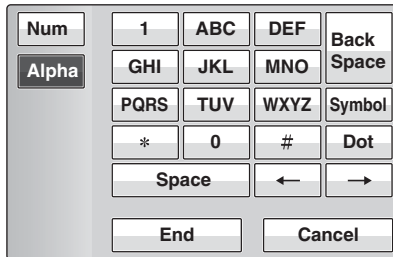 Num 1 ABC DEF Back
Space
Alpha GHI JKL MNO
PQRS TUV WXYZ Symbol
* 0 # Dot
Space ← →
End Cancel